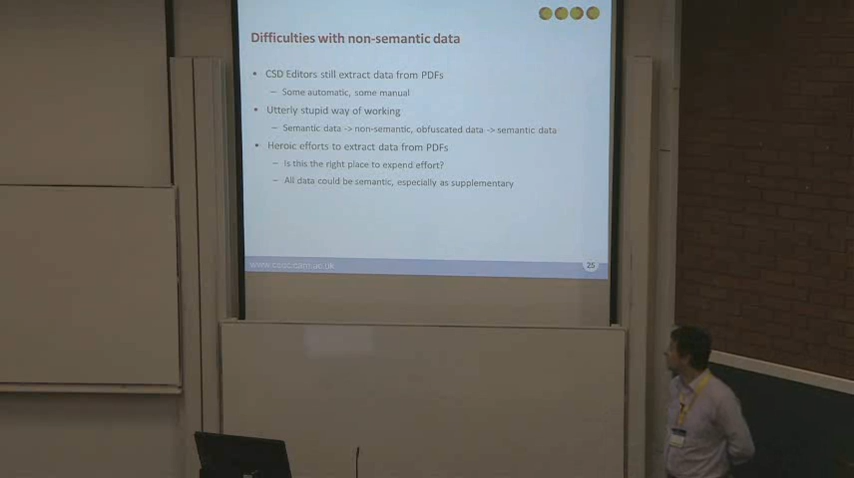 Difficulties with non-semantic data
CSD Editors still extract data from PDFs
– Some automatic, some manual
Utterly stupid way of working
– Semantic data -> non-semantic, obfuscated data -> semantic data
Heroic efforts to extract data from PDFs
– Is this the right place to expend effort?
– All data could be semantic, especially as supplementary
www.ccdc.cam.ac.uk
25